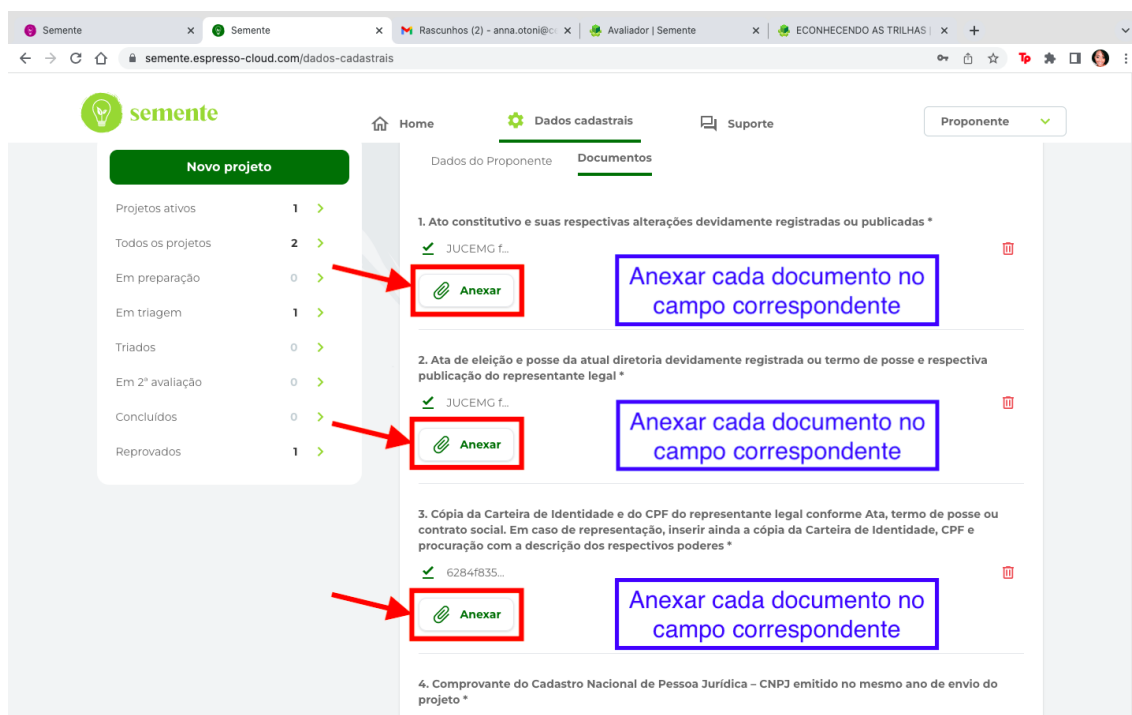 Semente
Semente
Rascunhos (2) - anna.otoni@c
Avaliador | Semente
ECONHECENDO AS TRILHAS |
semente.espresso-cloud.com/dados-cadastrais
semente
Home
Dados cadastrais
Suporte
Proponente
Novo projeto
Projetos ativos 1
Todos os projetos 2
Em preparação 0
Em triagem 1
Triados 0
Em 2ª avaliação 0
Concluídos 0
Reprovados 1
Dados do Proponente
Documentos
1. Ato constitutivo e suas respectivas alterações devidamente registradas ou publicadas *
JUCEMG f...
Anexar
Anexar cada documento no
campo correspondente
2. Ata de eleição e posse da atual diretoria devidamente registrada ou termo de posse e respectiva
publicação do representante legal *
JUCEMG f...
Anexar
Anexar cada documento no
campo correspondente
3. Cópia da Carteira de Identidade e do CPF do representante legal conforme Ata, termo de posse ou
contrato social. Em caso de representação, inserir ainda a cópia da Carteira de Identidade, CPF e
procuração com a descrição dos respectivos poderes *
6284f835...
Anexar
Anexar cada documento no
campo correspondente
4. Comprovante do Cadastro Nacional de Pessoa Jurídica – CNPJ emitido no mesmo ano de envio do
projeto *